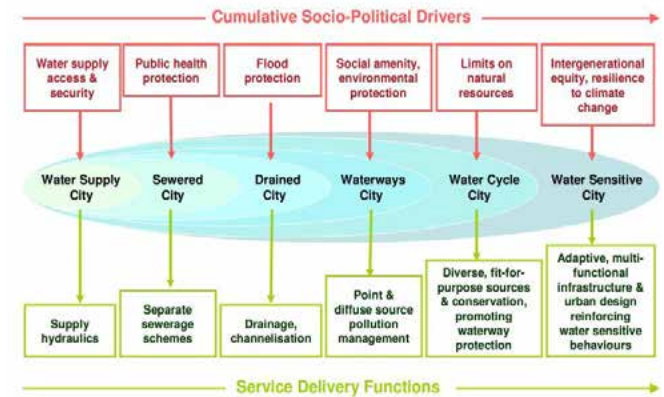 Cumulative Socio-Political Drivers
Water supply
access &
security
Public health
protection
Flood
protection
Social amenity,
environmental
protection
Limits on
natural
resources
Intergenerational
equity, resilience
to climate
change
Water Supply
City
Sewered
City
Drained
City
Waterways
City
Water Cycle
City
Water Sensitive
City
Supply
hydraulics
Separate
sewerage
schemes
Drainage,
channelisation
Point &
diffuse source
pollution
management
Diverse, fit-for-
purpose sources
& conservation,
promoting
waterway
protection
Adaptive, multi-
functional
infrastructure &
urban design
reinforcing
water sensitive
behaviours
Service Delivery Functions